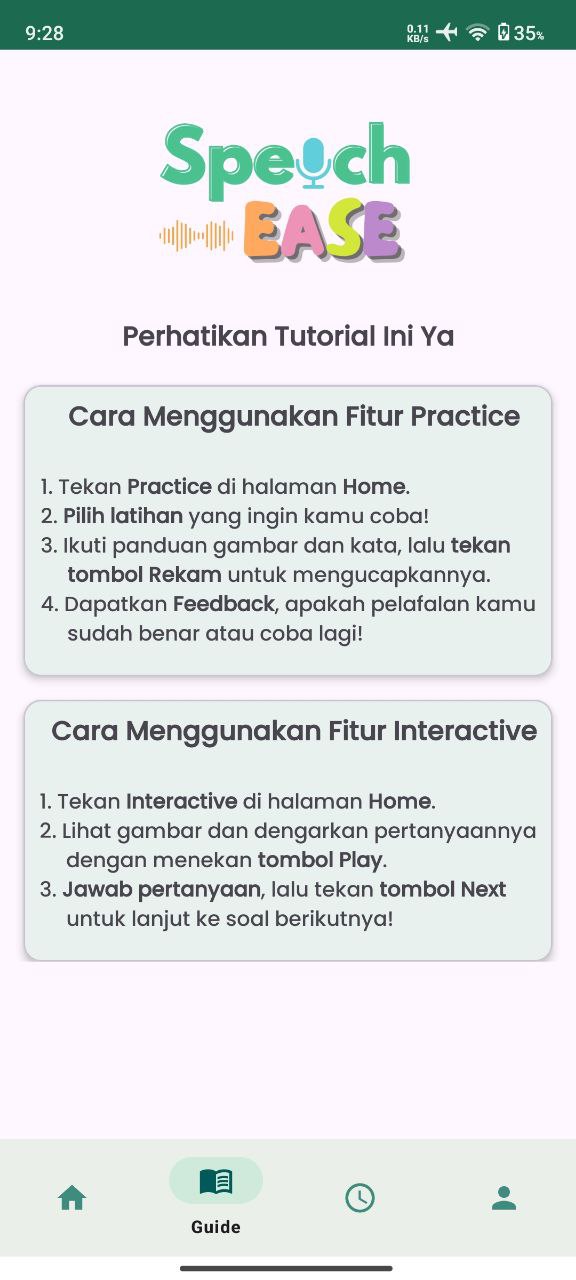 9:28
0.11
KB/s
35%
Speech
EASE
Perhatikan Tutorial Ini Ya
Cara Menggunakan Fitur Practice
1. Tekan Practice di halaman Home.
2. Pilih latihan yang ingin kamu coba!
3. Ikuti panduan gambar dan kata, lalu tekan
tombol Rekam untuk mengucapkannya.
4. Dapatkan Feedback, apakah pelafalan kamu
sudah benar atau coba lagi!
Cara Menggunakan Fitur Interactive
1. Tekan Interactive di halaman Home.
2. Lihat gambar dan dengarkan pertanyaannya
dengan menekan tombol Play.
3. Jawab pertanyaan, lalu tekan tombol Next
untuk lanjut ke soal berikutnya!
Guide